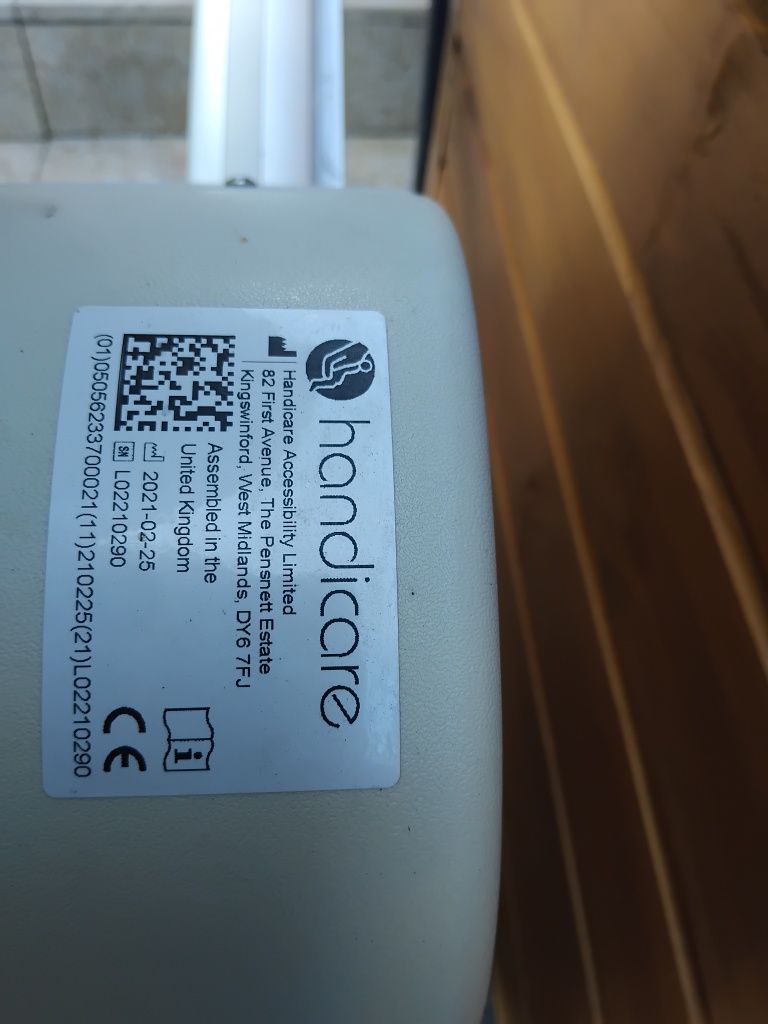 handicare
Handicare Accessibility Limited
82 First Avenue, The Pensnett Estate
Kingswinford, West Midlands, DY6 7FJ
Assembled in the
United Kingdom
2021-02-25
SN L02210290
(01)05056233700021(11)210225(21)L02210290
i
CE